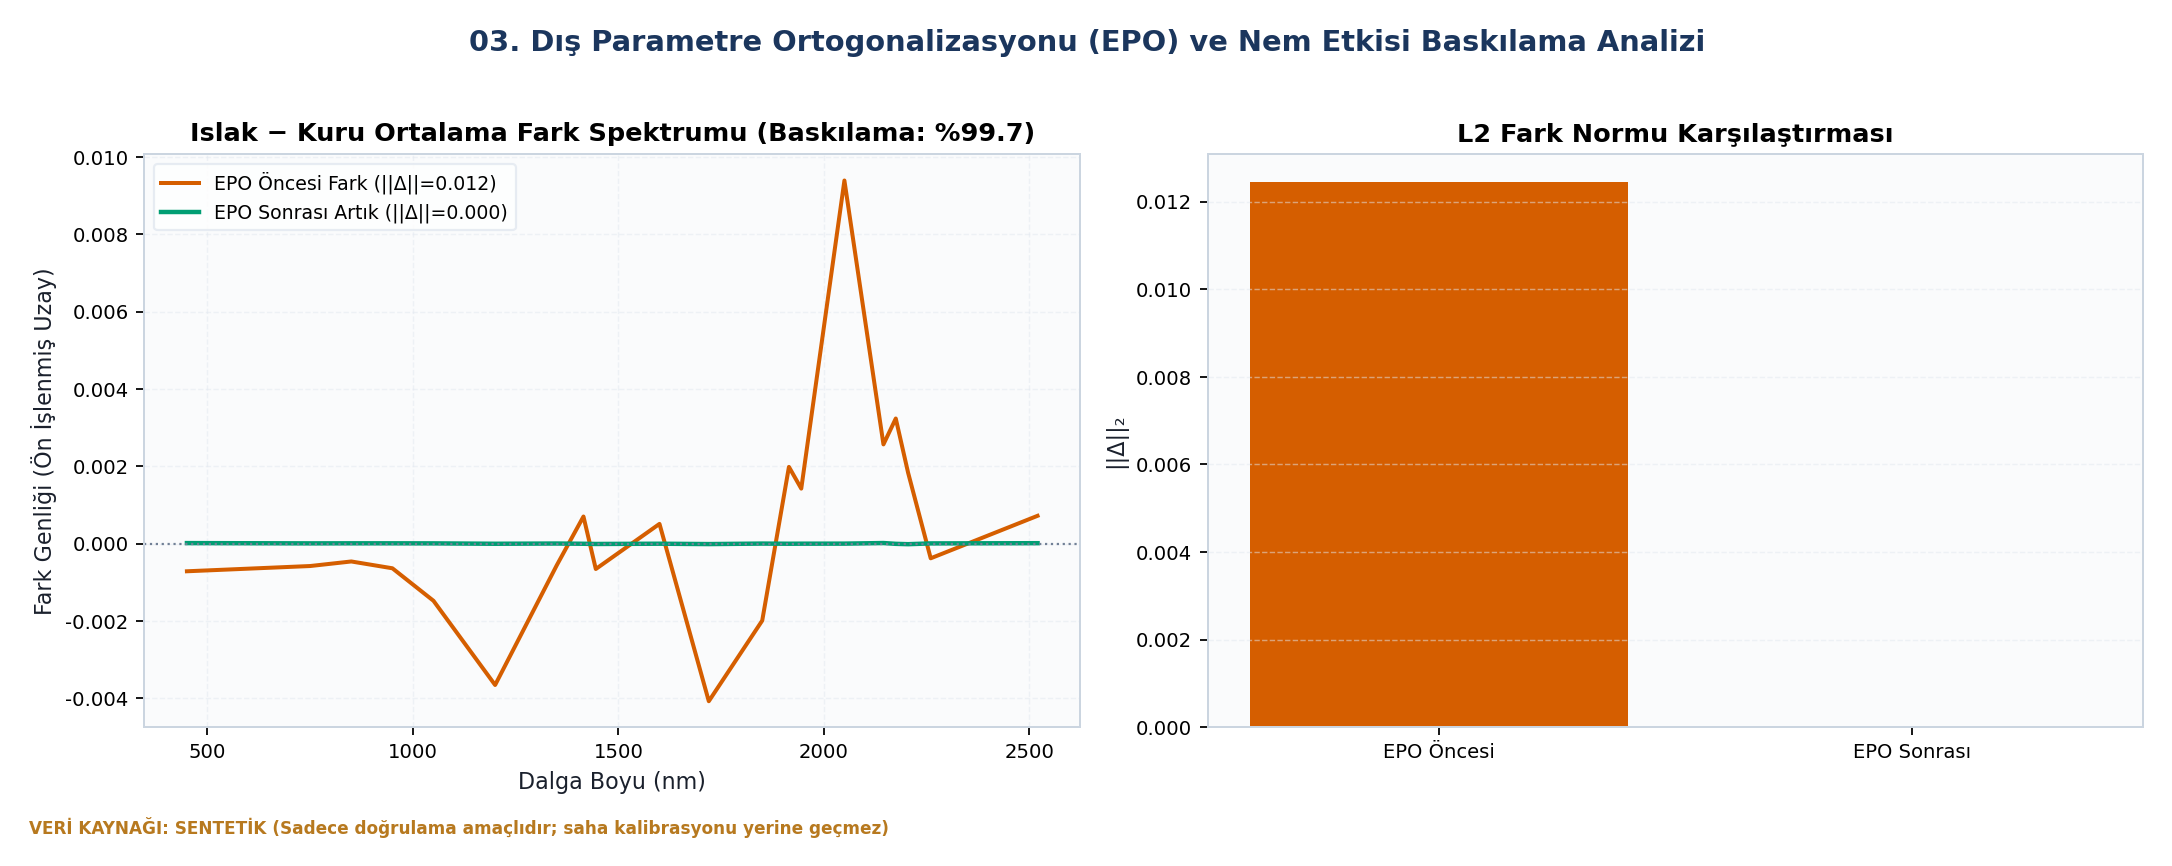 03. Dış Parametre Ortogonalizasyonu (EPO) ve Nem Etkisi Baskılama Analizi
Islak − Kuru Ortalama Fark Spektrumu (Baskılama: %99.7)
EPO Öncesi Fark (||Δ||=0.012)
EPO Sonrası Artık (||Δ||=0.000)
Fark Genliği (Ön İşlenmiş Uzay)
0.010
0.008
0.006
0.004
0.002
0.000
-0.002
-0.004
500 1000 1500 2000 2500
Dalga Boyu (nm)
L2 Fark Normu Karşılaştırması
||Δ||₂
0.012
0.010
0.008
0.006
0.004
0.002
0.000
EPO Öncesi EPO Sonrası
VERİ KAYNAĞI: SENTETİK (Sadece doğrulama amaçlıdır; saha kalibrasyonu yerine geçmez)